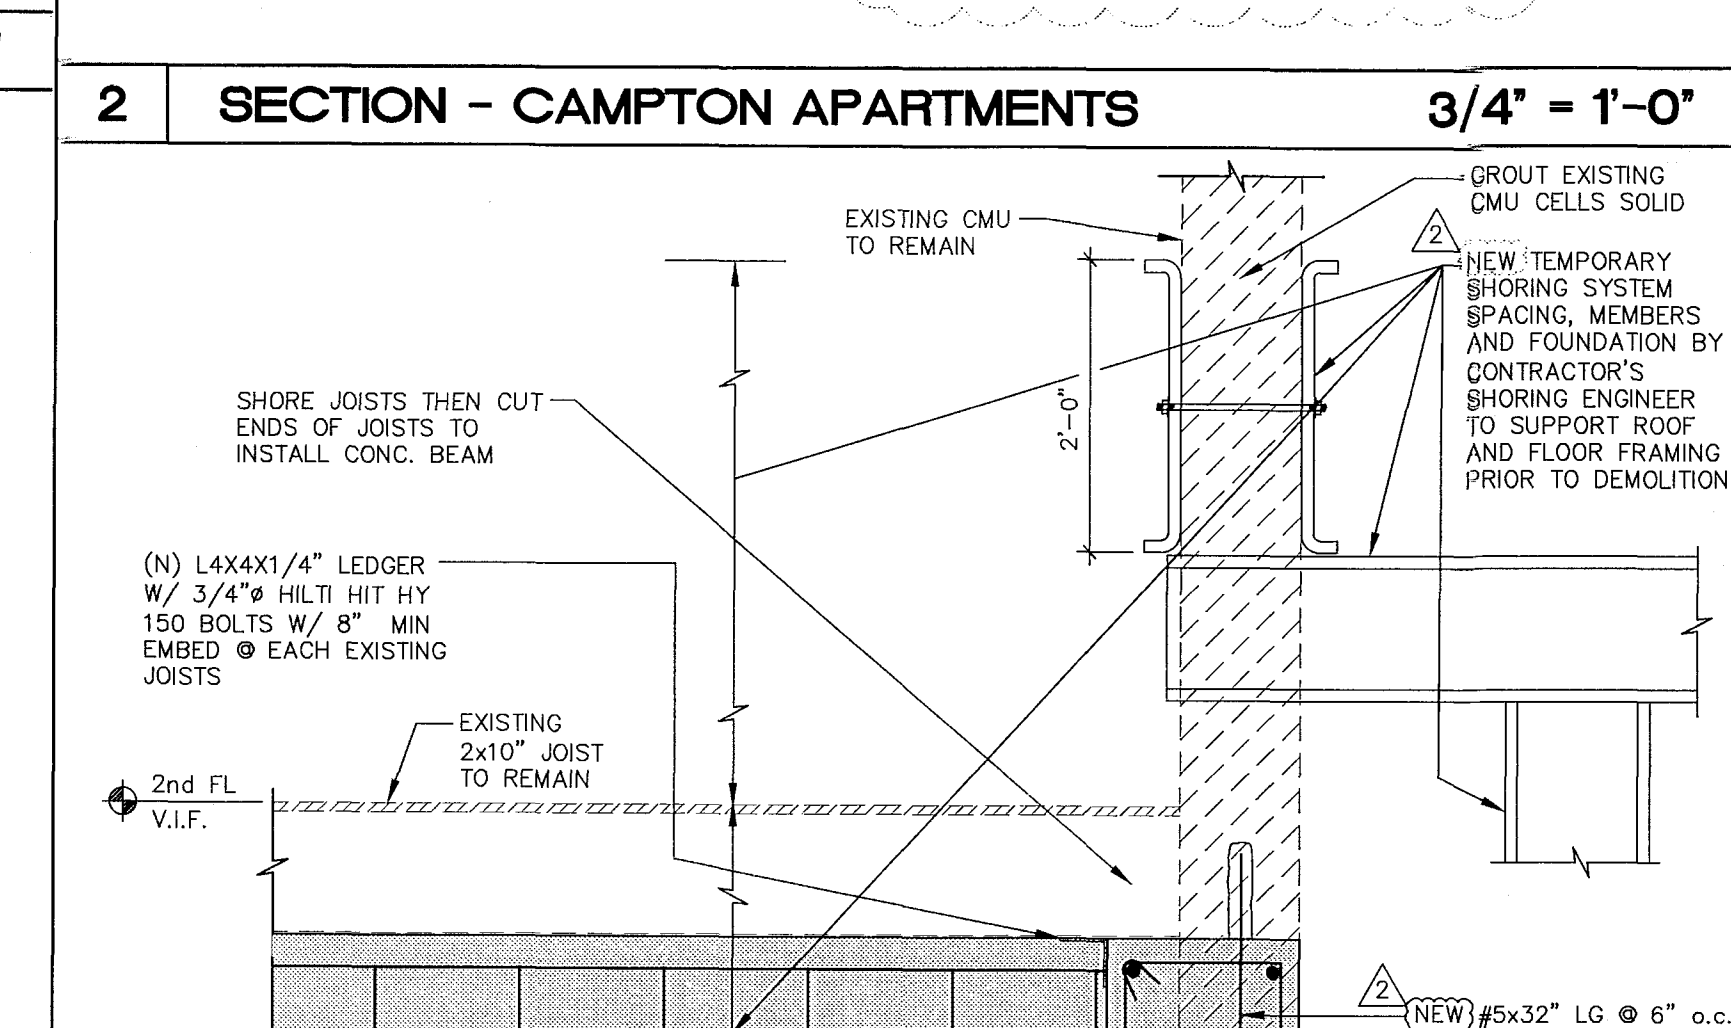 2 SECTION - CAMPTON APARTMENTS 3/4" = 1'-0"
EXISTING CMU
TO REMAIN
GROUT EXISTING
CMU CELLS SOLID
2
NEW TEMPORARY
SHORING SYSTEM
SPACING, MEMBERS
AND FOUNDATION BY
CONTRACTOR'S
SHORING ENGINEER
TO SUPPORT ROOF
AND FLOOR FRAMING
PRIOR TO DEMOLITION
2'-0"
SHORE JOISTS THEN CUT
ENDS OF JOISTS TO
INSTALL CONC. BEAM
(N) L4X4X1/4" LEDGER
W/ 3/4"ø HILTI HIT HY
150 BOLTS W/ 8" MIN
EMBED @ EACH EXISTING
JOISTS
EXISTING
2x10" JOIST
TO REMAIN
2nd FL
V.I.F.
2
NEW #5x32" LG @ 6" o.c.